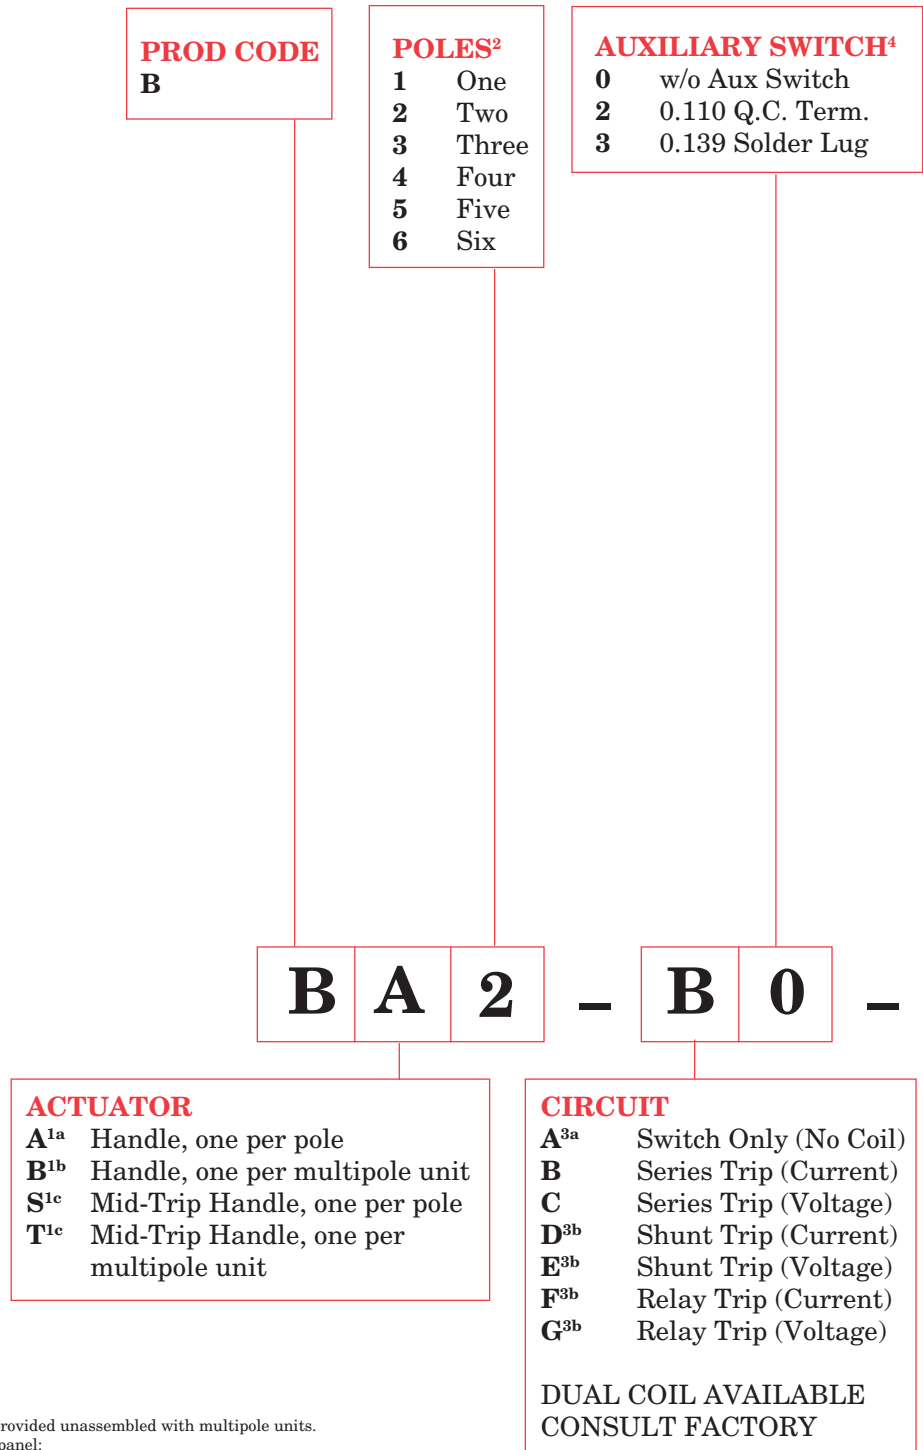 PROD CODE
B
POLES²
1 One
2 Two
3 Three
4 Four
5 Five
6 Six
AUXILIARY SWITCH⁴
0 w/o Aux Switch
2 0.110 Q.C. Term.
3 0.139 Solder Lug
B A 2 – B 0 –
ACTUATOR
A¹ᵃ Handle, one per pole
B¹ᵇ Handle, one per multipole unit
S¹ᶜ Mid-Trip Handle, one per pole
T¹ᶜ Mid-Trip Handle, one per
multipole unit
CIRCUIT
A³ᵃ Switch Only (No Coil)
B Series Trip (Current)
C Series Trip (Voltage)
D³ᵇ Shunt Trip (Current)
E³ᵇ Shunt Trip (Voltage)
F³ᵇ Relay Trip (Current)
G³ᵇ Relay Trip (Voltage)
DUAL COIL AVAILABLE
CONSULT FACTORY
rovided unassembled with multipole units.
panel: